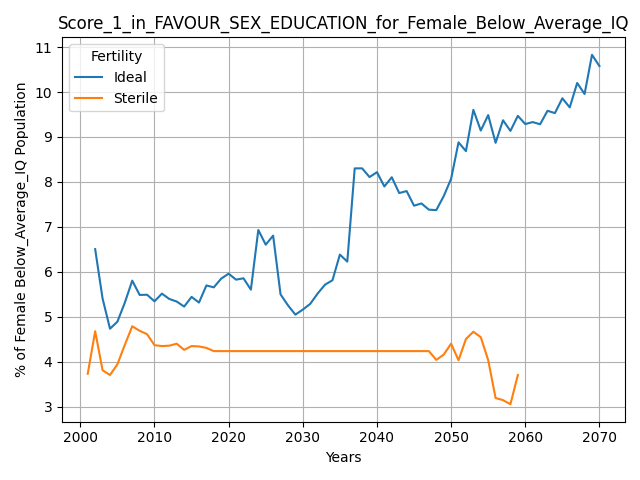 Score_1_in_FAVOUR_SEX_EDUCATION_for_Female_Below_Average_IQ
Fertility
Ideal
Sterile
% of Female Below_Average_IQ Population
11
10
9
8
7
6
5
4
3
2000 2010 2020 2030 2040 2050 2060 2070
Years